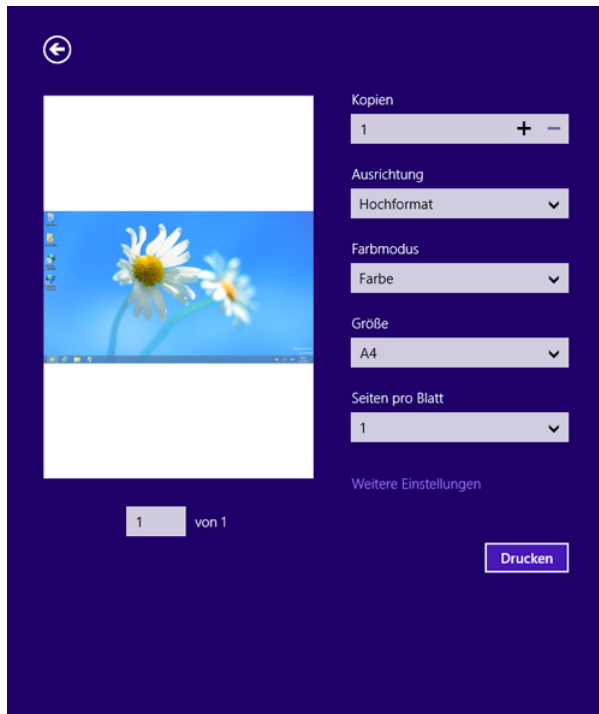 Kopien
1
Ausrichtung
Hochformat
Farbmodus
Farbe
Größe
A4
Seiten pro Blatt
1
Weitere Einstellungen
1 von 1
Drucken